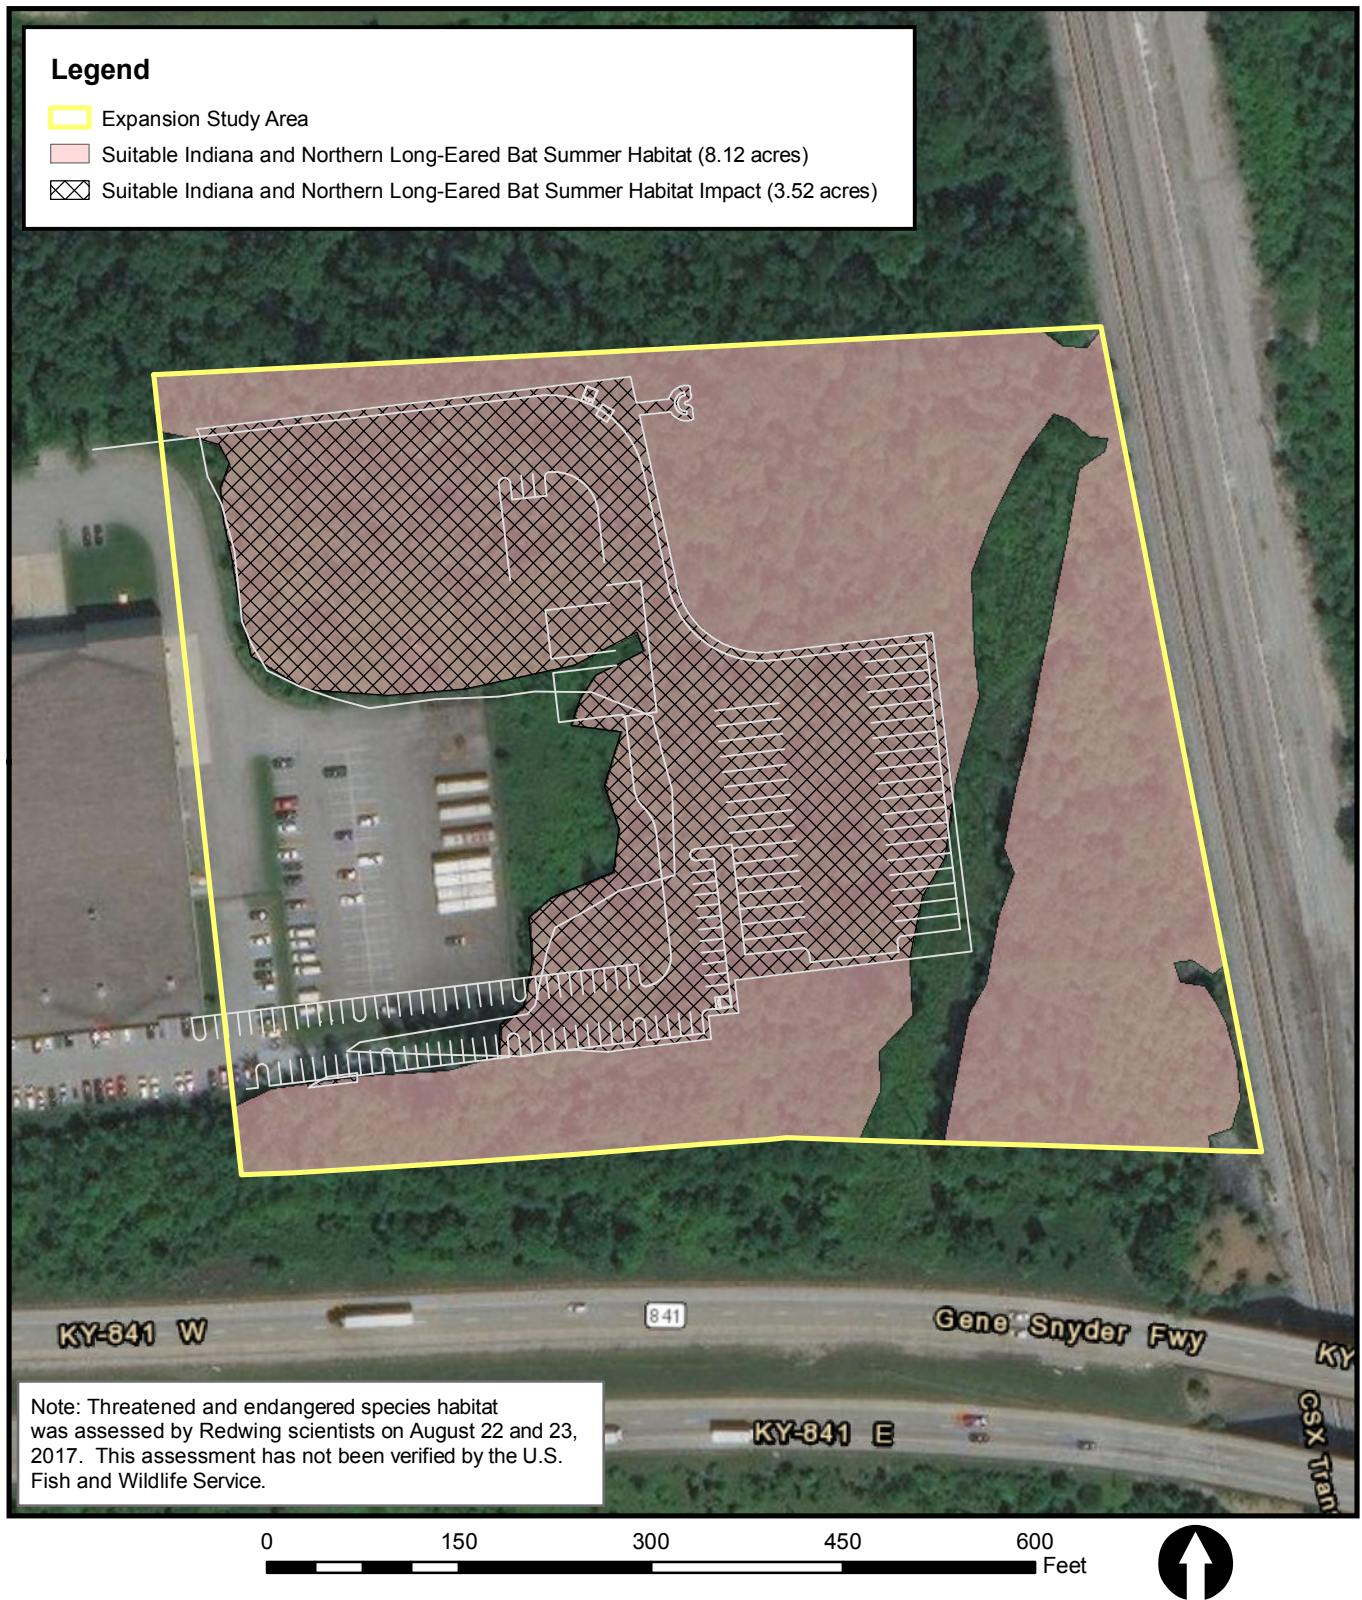 Legend
Expansion Study Area
Suitable Indiana and Northern Long-Eared Bat Summer Habitat (8.12 acres)
Suitable Indiana and Northern Long-Eared Bat Summer Habitat Impact (3.52 acres)
841
KY-841 W
Gene Snyder Fwy
KY
KY-841 E
CSX Tran
Note: Threatened and endangered species habitat
was assessed by Redwing scientists on August 22 and 23,
2017. This assessment has not been verified by the U.S.
Fish and Wildlife Service.
0 150 300 450 600
Feet